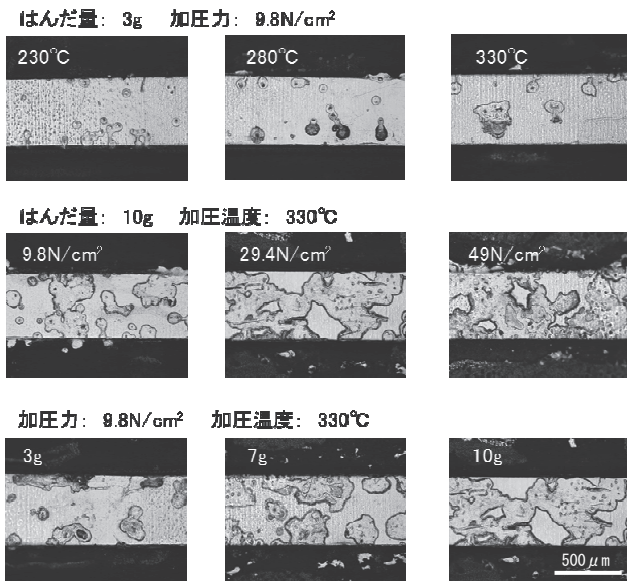 はんだ量: 3g 加圧力: 9.8N/cm²
230℃ 280℃ 330℃
はんだ量: 10g 加圧温度: 330℃
9.8N/cm² 29.4N/cm² 49N/cm²
加圧力: 9.8N/cm² 加圧温度: 330℃
3g 7g 10g
500μm